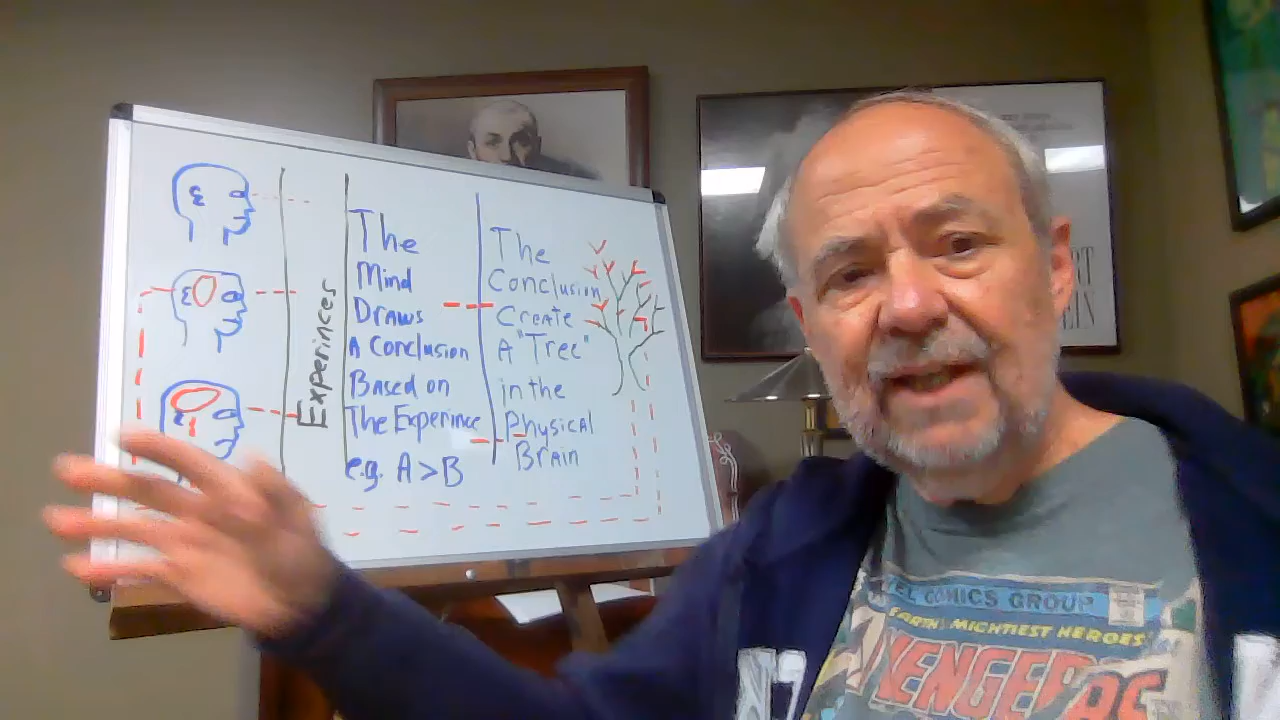 Experinces
The
Mind
Draws
A Conclusion
Based on
The Experince
e.g. A > B
The
Conclusion
Create
A "Tree"
in the
Physical
Brain
COMICS GROUP
EARTH'S MIGHTIEST HEROES